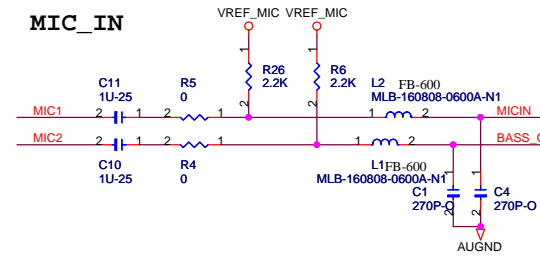 MIC_IN
VREF_MIC VREF_MIC
1 1
R26 R6
2.2K 2.2K
2 2
C11 R5 L2 FB-600
1U-25 0 MLB-160808-0600A-N1
MIC1 2 1 2 1 1 2 MICIN
MIC2 2 1 2 1 1 2 BASS_
C10 R4 L1 FB-600
1U-25 0 MLB-160808-0600A-N1
1 1
C1 C4
270P-O 270P-O
2 2
AUGND